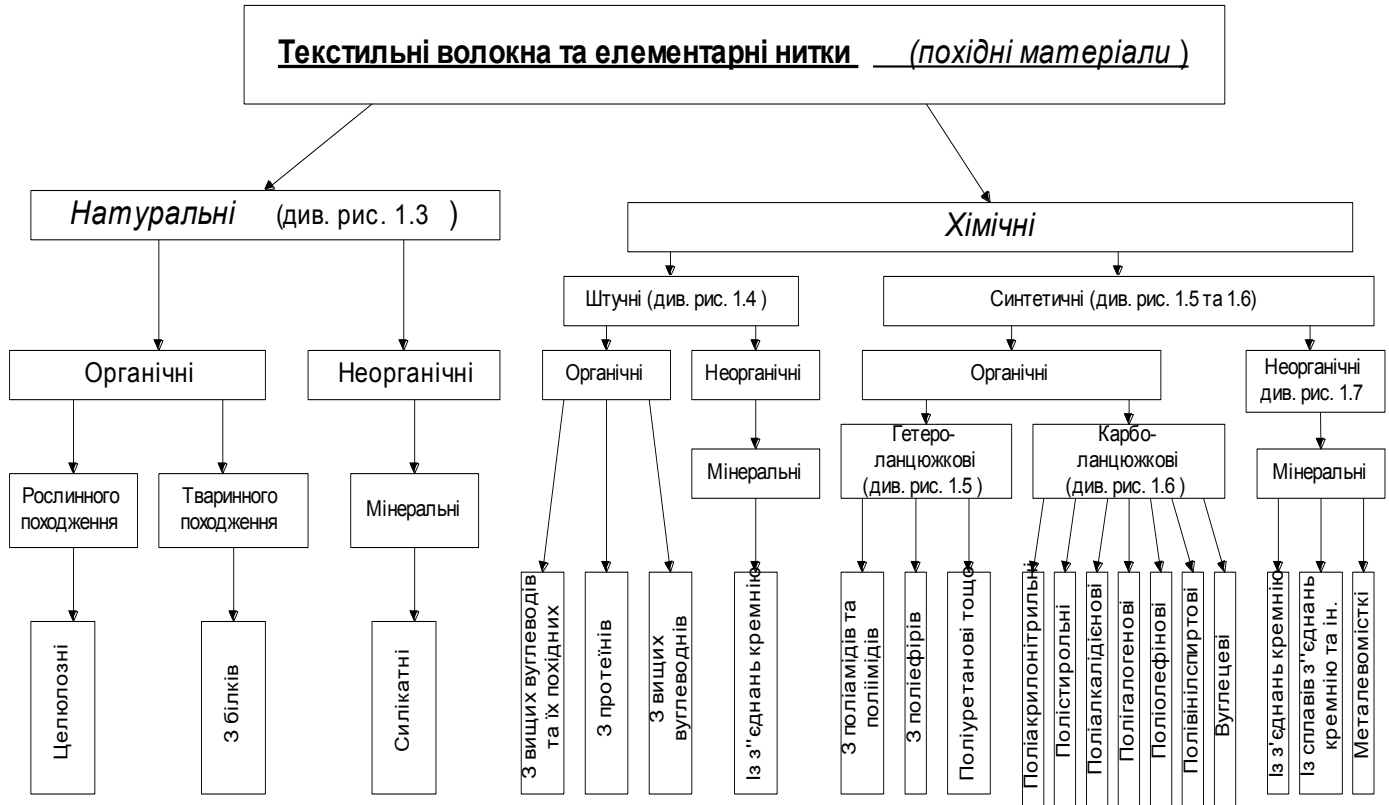 Текстильні волокна та елементарні нитки (похідні матеріали )
Натуральні (див. рис. 1.3 )
Хімічні
Штучні (див. рис. 1.4 )
Синтетичні (див. рис. 1.5 та 1.6)
Органічні
Неорганічні
Органічні
Неорганічні
Органічні
Неорганічні
див. рис. 1.7
Рослинного
походження
Тваринного
походження
Мінеральні
Мінеральні
Гетеро-
ланцюжкові
(див. рис. 1.5 )
Карбо-
ланцюжкові
(див. рис. 1.6 )
Мінеральні
Целюлозні
З білків
Силікатні
З вищих вуглеводів
та їх похідних
З протеїнів
З вищих
вуглеводнів
Із з"єднань кремнію
З поліамідів та
поліімідів
З поліефірів
Поліуретанові тощо
Поліакрилонітрильні
Полістирольні
Поліалкалідієнові
Полігалогенові
Поліолефінові
Полівінілспиртові
Вуглецеві
Із з'єднань кремнію
Із сплавів з"єднань
кремнію та ін.
Металевомісткі